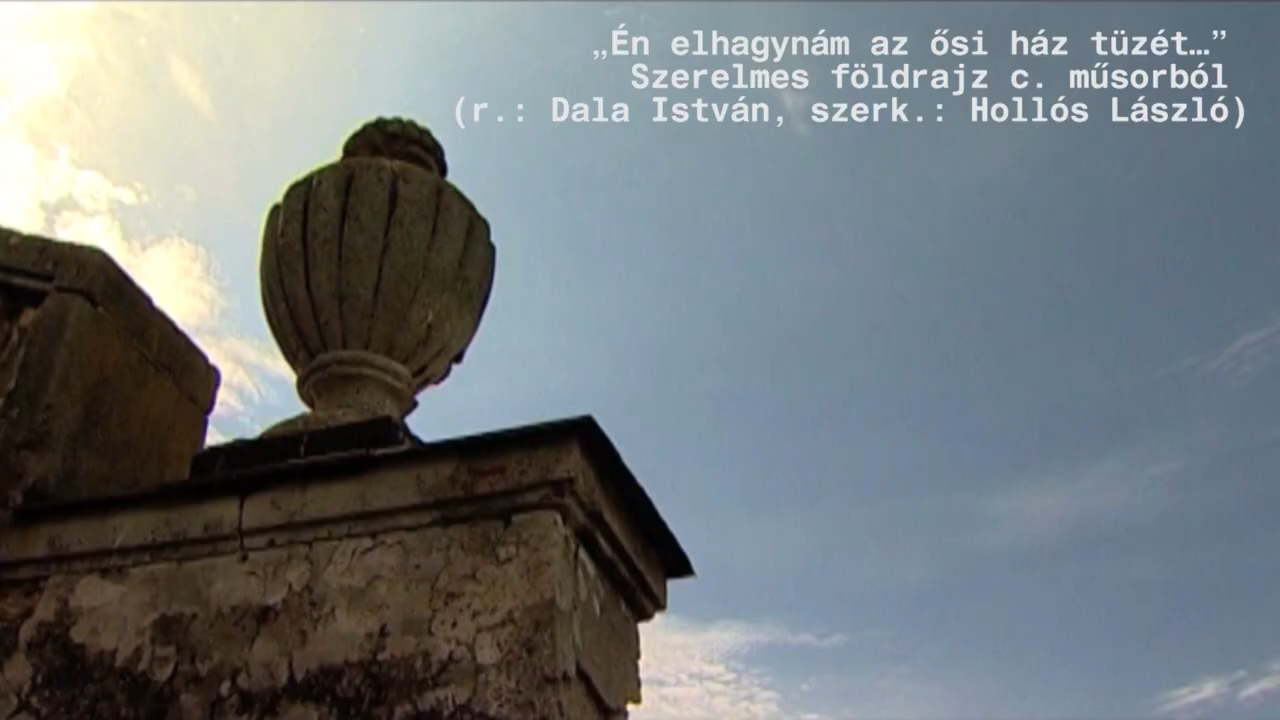 „Én elhagynám az ősi ház tüzét…”
Szerelmes földrajz c. műsorból
(r.: Dala István, szerk.: Hollós László)